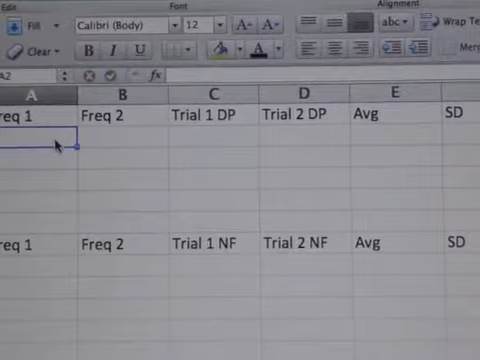 Edit Font Alignment
Fill Calibri (Body) 12 A A abc Wrap Te
Clear B I U A Merg
A2 fx
A B C D E
req 1 Freq 2 Trial 1 DP Trial 2 DP Avg SD
req 1 Freq 2 Trial 1 NF Trial 2 NF Avg SD